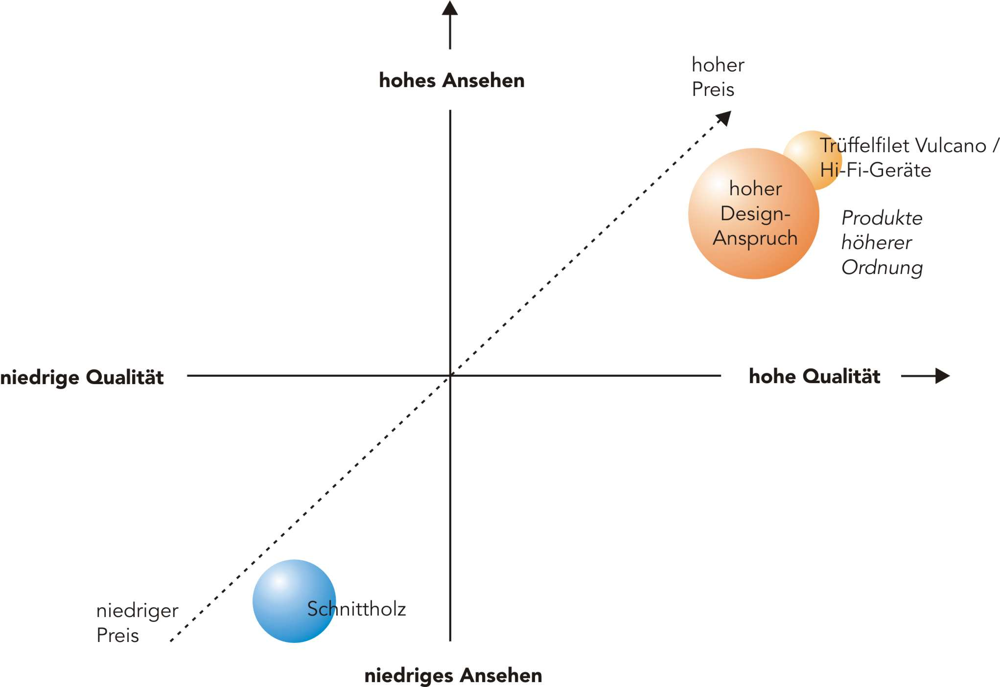 hohes Ansehen
hoher
Preis
Trüffelfilet Vulcano /
Hi-Fi-Geräte
hoher
Design-
Anspruch
Produkte
höherer
Ordnung
niedrige Qualität
hohe Qualität
niedriger
Preis
Schnittholz
niedriges Ansehen